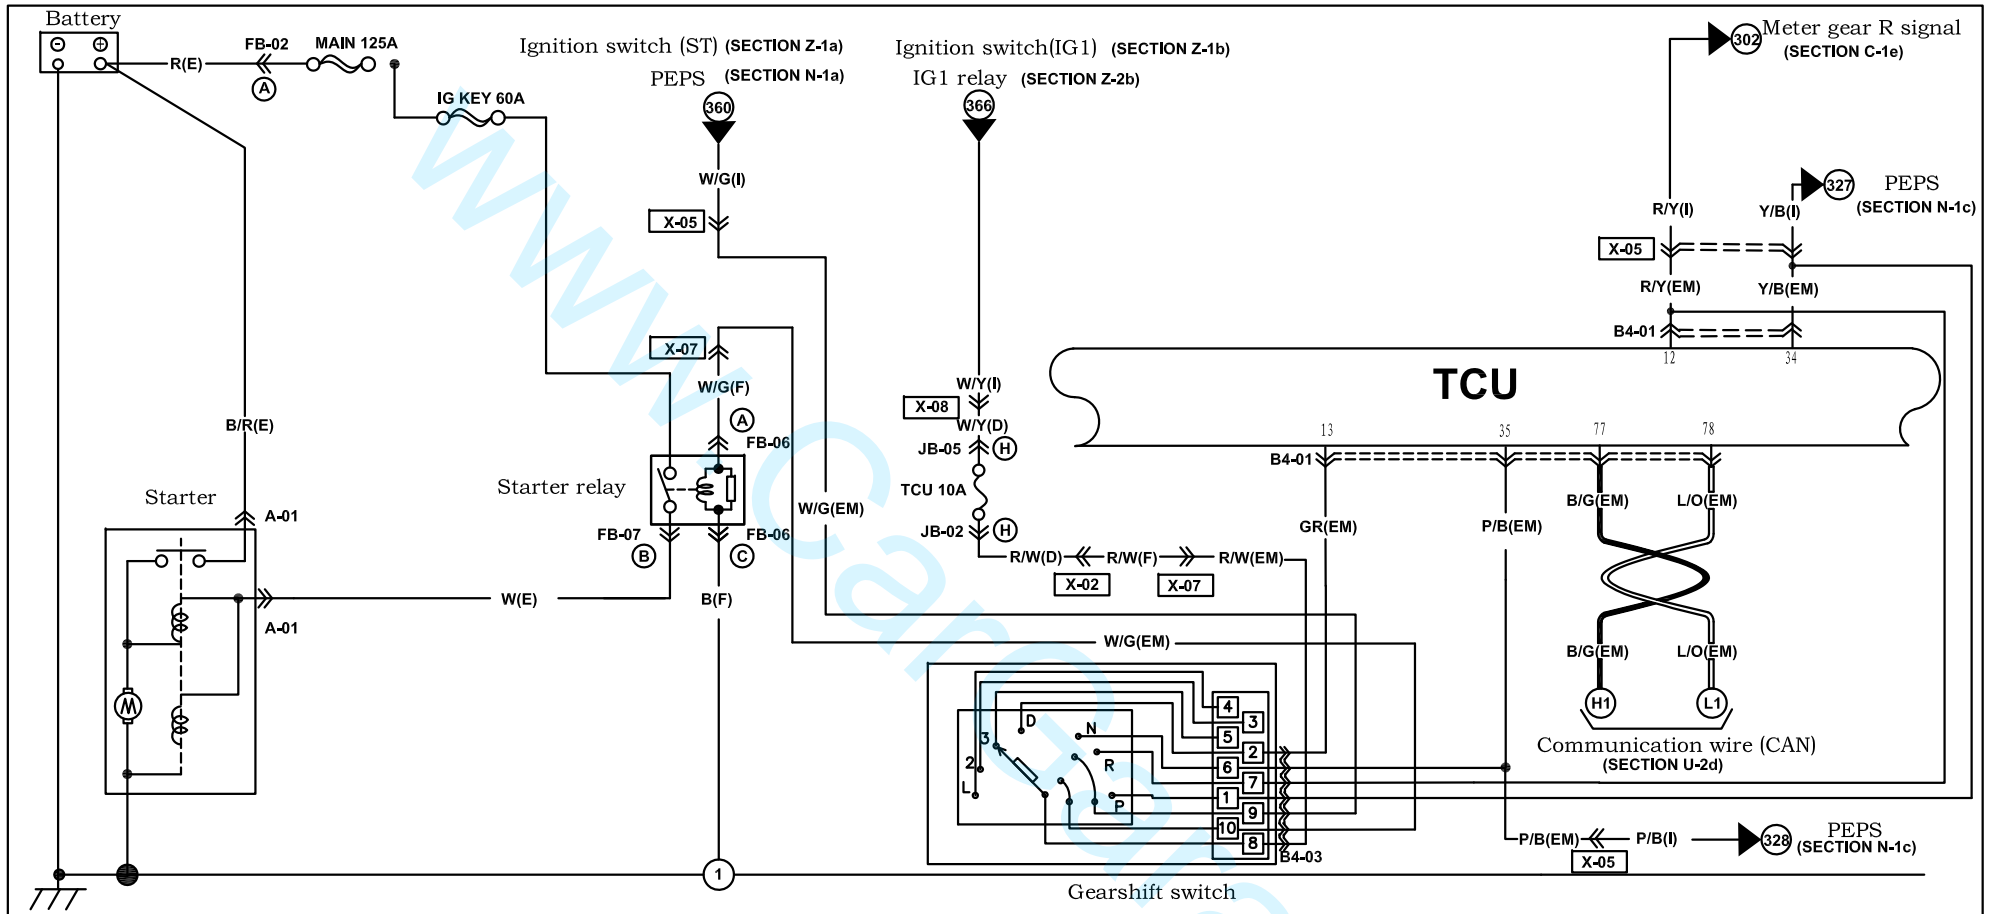 Battery
FB-02
MAIN 125A
R(E)
A
IG KEY 60A
Ignition switch (ST) (SECTION Z-1a)
PEPS (SECTION N-1a)
360
W/G(I)
X-05
Ignition switch(IG1) (SECTION Z-1b)
IG1 relay (SECTION Z-2b)
366
302
Meter gear R signal
(SECTION C-1e)
327
PEPS
(SECTION N-1c)
R/Y(I)
Y/B(I)
X-05
R/Y(EM)
Y/B(EM)
B4-01
12
34
TCU
13
35
77
78
B4-01
X-07
W/G(F)
A
FB-06
B/R(E)
Starter relay
Starter
A-01
FB-07
B
FB-06
C
W(E)
B(F)
A-01
M
W/Y(I)
X-08
W/Y(D)
JB-05
H
TCU 10A
JB-02
H
W/G(EM)
R/W(D)
R/W(F)
R/W(EM)
X-02
X-07
GR(EM)
P/B(EM)
B/G(EM)
L/O(EM)
W/G(EM)
B/G(EM)
L/O(EM)
H1
L1
Communication wire (CAN)
(SECTION U-2d)
4
3
5
2
6
7
1
9
10
8
D
N
3
R
2
L
P
B4-03
Gearshift switch
P/B(EM)
P/B(I)
X-05
328
PEPS
(SECTION N-1c)
1
www.CarG